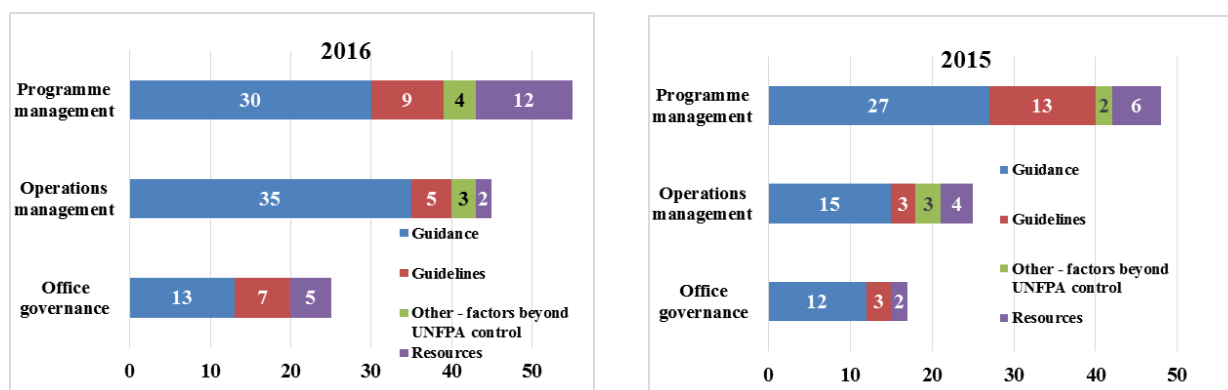 2016
Programme
management
30 9 4 12
Operations
management
35 5 3 2
Guidance
Guidelines
Office
governance
13 7 5
Other - factors beyond
UNFPA control
Resources
0 10 20 30 40 50
2015
Programme
management
27 13 2 6
Guidance
Operations
management
15 3 3 4
Guidelines
Other - factors beyond
UNFPA control
Office
governance
12 3 2
Resources
0 10 20 30 40 50